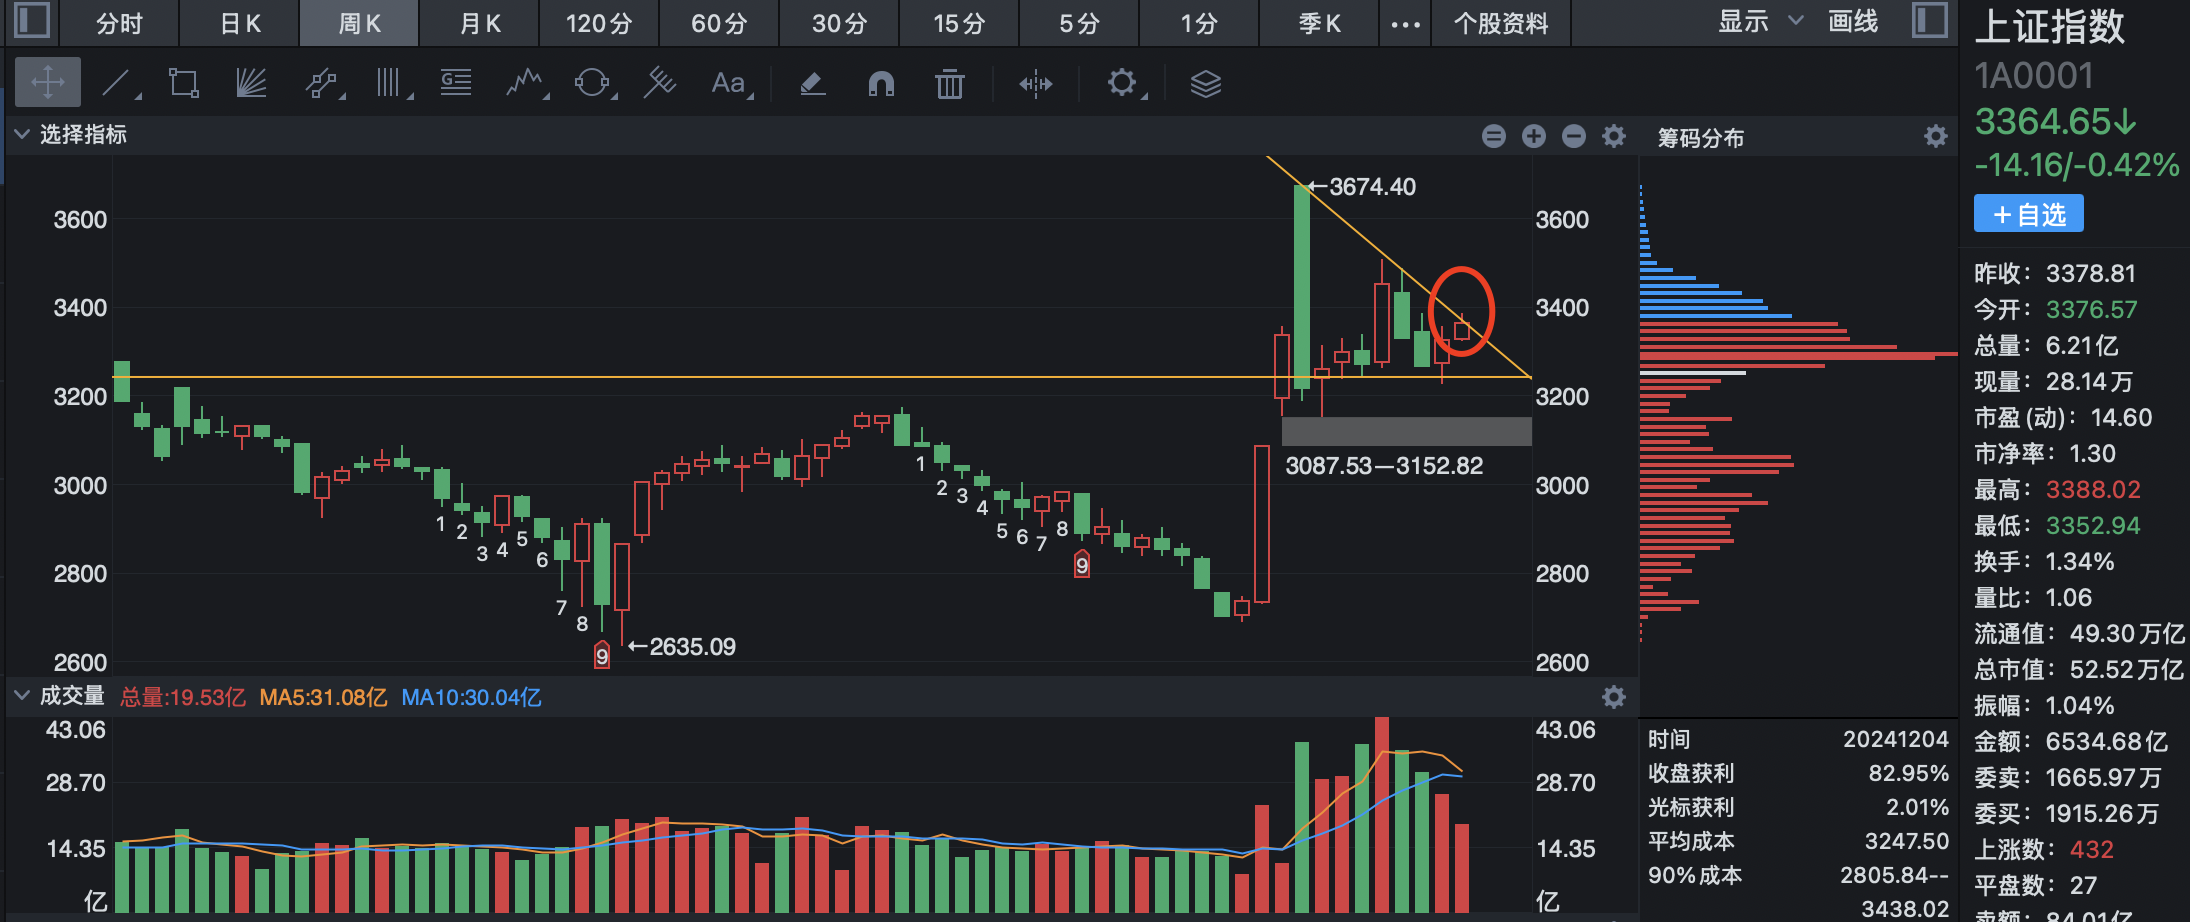 分时 日K 周K 月K 120分 60分 30分 15分 5分 1分 季K ... 个股资料 显示 画线
G Aa
选择指标
筹码分布
上证指数
1A0001
3364.65↓
-14.16/-0.42%
+自选
昨收: 3378.81
今开: 3376.57
总量: 6.21亿
现量: 28.14万
市盈(动): 14.60
市净率: 1.30
最高: 3388.02
最低: 3352.94
换手: 1.34%
量比: 1.06
流通值: 49.30万亿
总市值: 52.52万亿
振幅: 1.04%
金额: 6534.68亿
委卖: 1665.97万
委买: 1915.26万
上涨数: 432
平盘数: 27
卖额: 84.01亿
←3674.40
3600 3600
3400 3400
3200 3200
3087.53—3152.82
3000 3000
2800 2800
2600 2600
1 2 3 4 5 6 7 8 9
←2635.09
1 2 3 4 5 6 7 8 9
成交量 总量:19.53亿 MA5:31.08亿 MA10:30.04亿
43.06 43.06
28.70 28.70
14.35 14.35
亿 亿
时间 20241204
收盘获利 82.95%
光标获利 2.01%
平均成本 3247.50
90%成本 2805.84--
3438.02